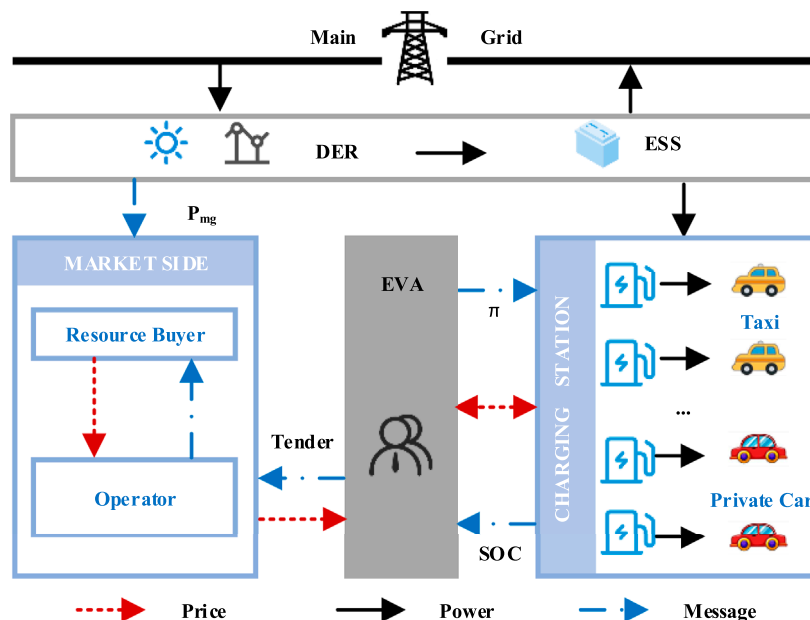 Main Grid
DER
ESS
Pmg
MARKET SIDE
Resource Buyer
Operator
Tender
EVA
π
SOC
CHARGING STATION
Taxi
...
Private Car
Price
Power
Message